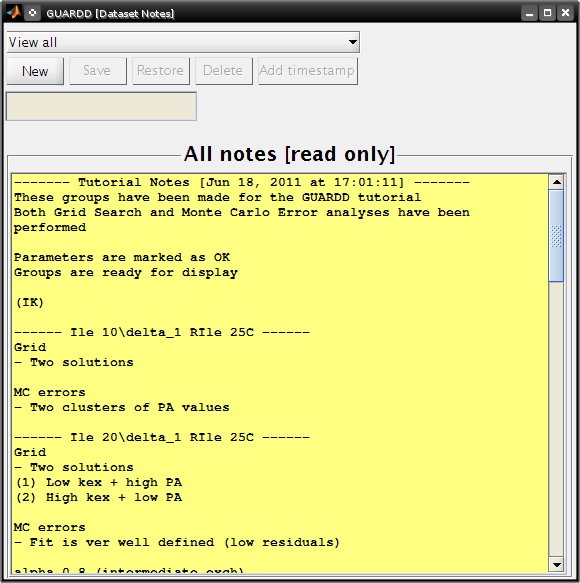 GUARDD [Dataset Notes]
View all
New Save Restore Delete Add timestamp
All notes [read only]
------- Tutorial Notes [Jun 18, 2011 at 17:01:11] -------
These groups have been made for the GUARDD tutorial
Both Grid Search and Monte Carlo Error analyses have been
performed
Parameters are marked as OK
Groups are ready for display
(IK)
------ Ile 10\delta_1 RIle 25C ------
Grid
- Two solutions
MC errors
- Two clusters of PA values
------ Ile 20\delta_1 RIle 25C ------
Grid
- Two solutions
(1) Low kex + high PA
(2) High kex + low PA
MC errors
- Fit is ver well defined (low residuals)
alpha 0.8 (intermediate exch)